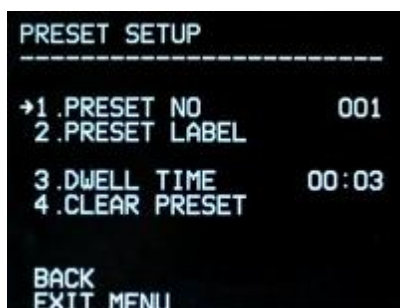 PRESET SETUP
---------------------------
→1.PRESET NO 001
2.PRESET LABEL
3.DWELL TIME 00:03
4.CLEAR PRESET
BACK
EXIT MENU